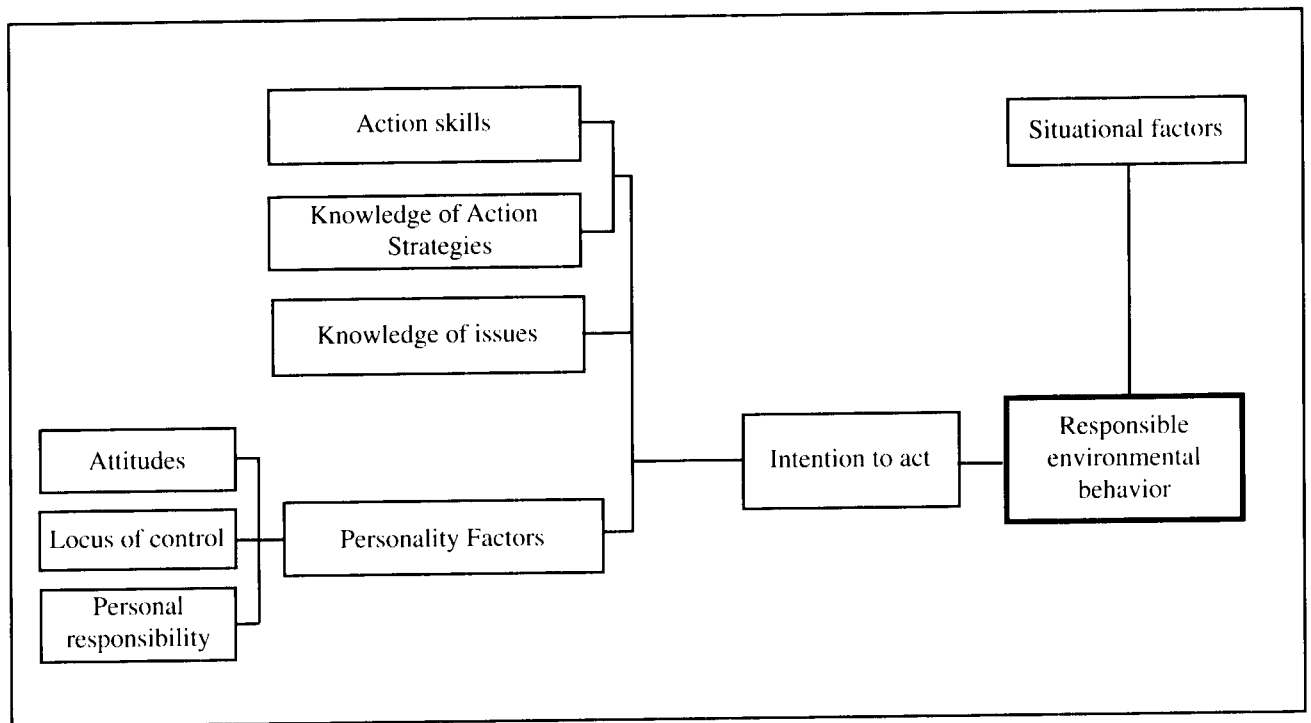 Action skills
Knowledge of Action
Strategies
Knowledge of issues
Attitudes
Locus of control
Personal
responsibility
Personality Factors
Intention to act
Situational factors
Responsible
environmental
behavior